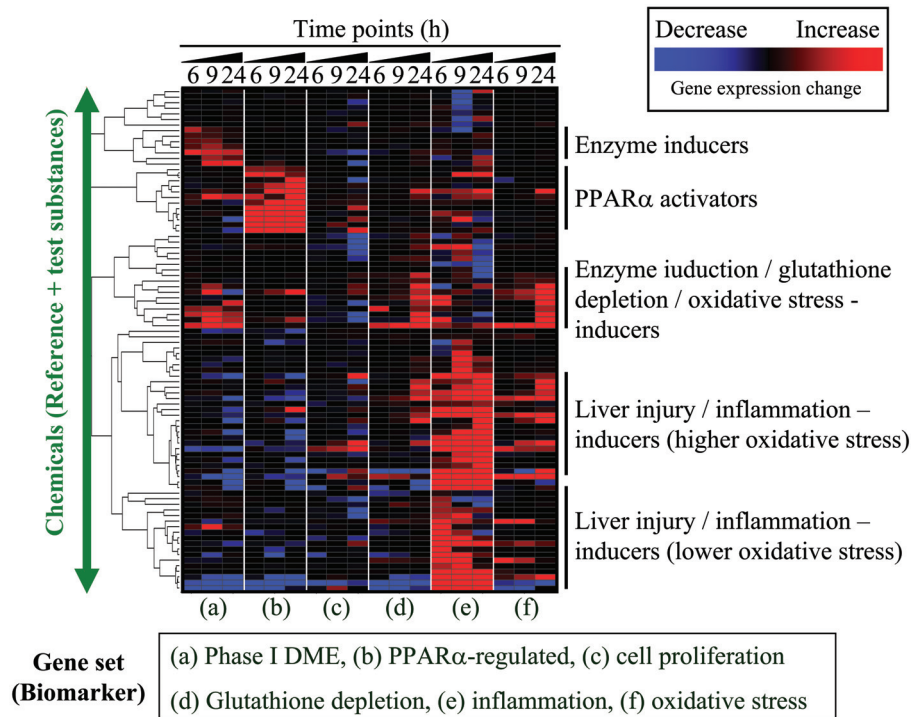 Time points (h)
6 9 24 6 9 24 6 9 24 6 9 24 6 9 24 6 9 24
Decrease Increase
Gene expression change
Chemicals (Reference + test substances)
Enzyme inducers
PPARα activators
Enzyme iuduction / glutathione
depletion / oxidative stress -
inducers
Liver injury / inflammation –
inducers (higher oxidative stress)
Liver injury / inflammation –
inducers (lower oxidative stress)
(a) (b) (c) (d) (e) (f)
Gene set
(Biomarker)
(a) Phase I DME, (b) PPARα-regulated, (c) cell proliferation
(d) Glutathione depletion, (e) inflammation, (f) oxidative stress